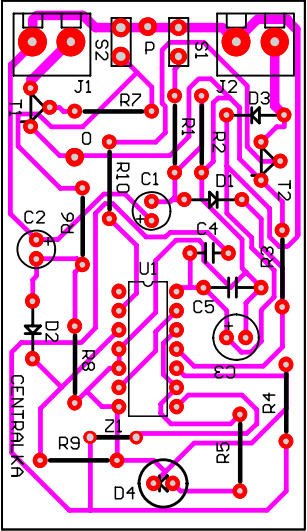 S2
P
S1
J1
J2
T1
R7
D3
O
R1
R2
R10
T2
C1
D1
R6
C2
C4
R3
U1
C5
D2
R8
C3
CENTRALKA
R4
Z1
R9
R5
D4